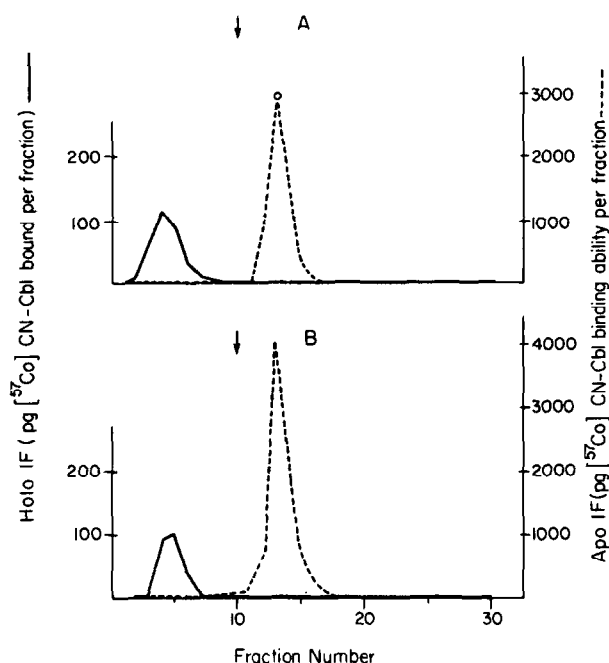 A
Holo IF (pg [57Co] CN-Cbl bound per fraction) ——
Apo IF (pg [57Co] CN-Cbl binding ability per fraction-----
200
100
3000
2000
1000
B
200
100
4000
3000
2000
1000
10
20
30
Fraction Number